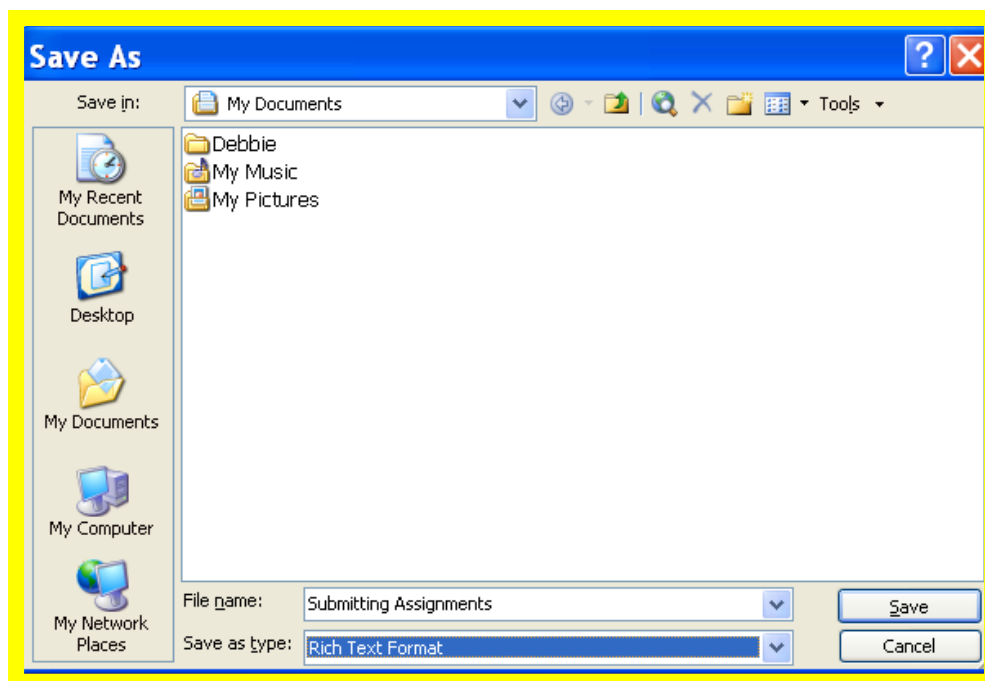 Save As
?
Save in:
My Documents
Tools
Debbie
My Music
My Pictures
My Recent
Documents
Desktop
My Documents
My Computer
My Network
Places
File name:
Submitting Assignments
Save
Save as type:
Rich Text Format
Cancel